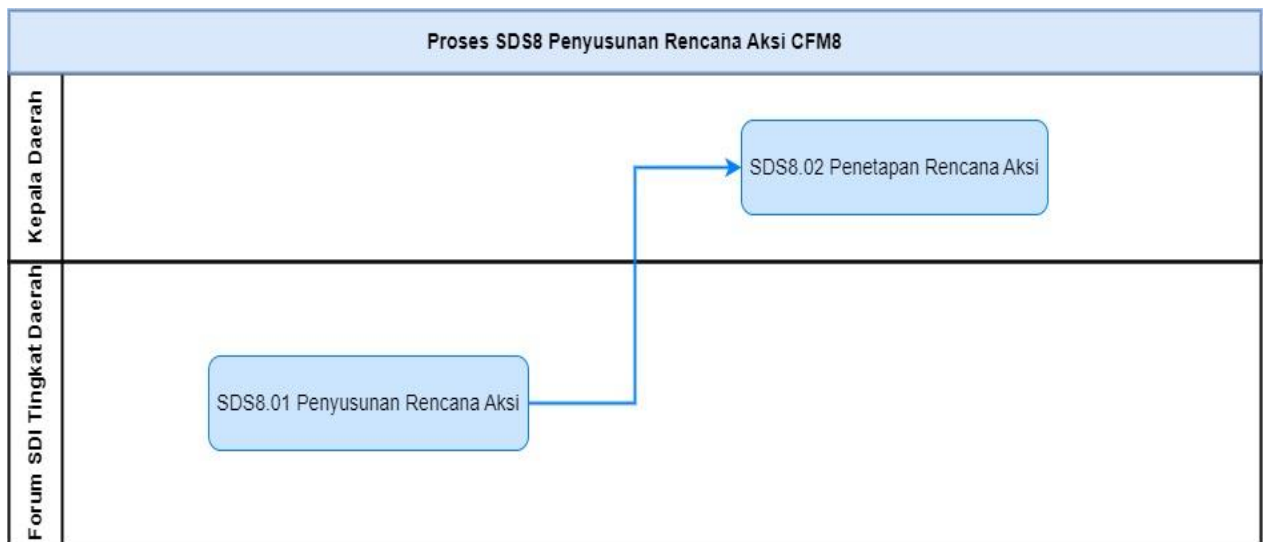 Proses SDS8 Penyusunan Rencana Aksi CFM8
Kepala Daerah
SDS8.02 Penetapan Rencana Aksi
Forum SDI Tingkat Daerah
SDS8.01 Penyusunan Rencana Aksi